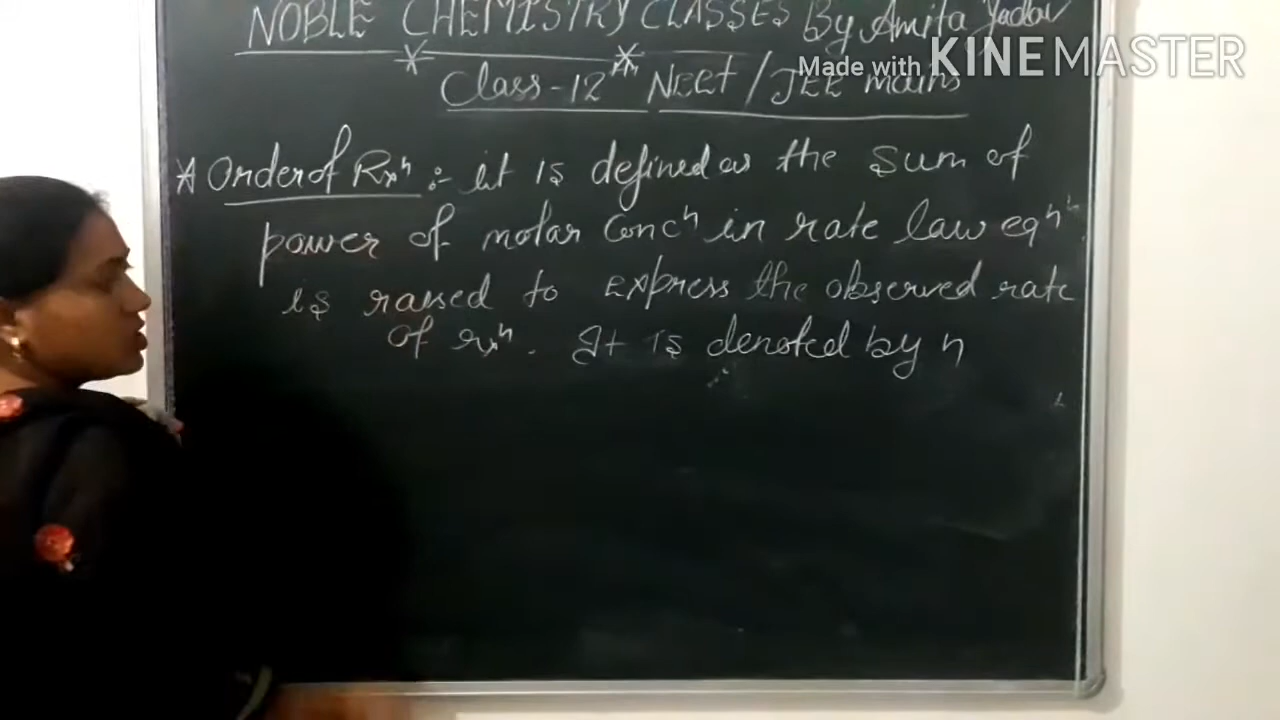 NOBLE CHEMISTRY CLASSES By Amita Yadav
Made with KINEMASTER
Class-12th NEET / JEE mains
* Order of Rxn :- it is defined as the sum of
power of molar Concn in rate law eqn
is raised to express the observed rate
of rxn. It is denoted by n